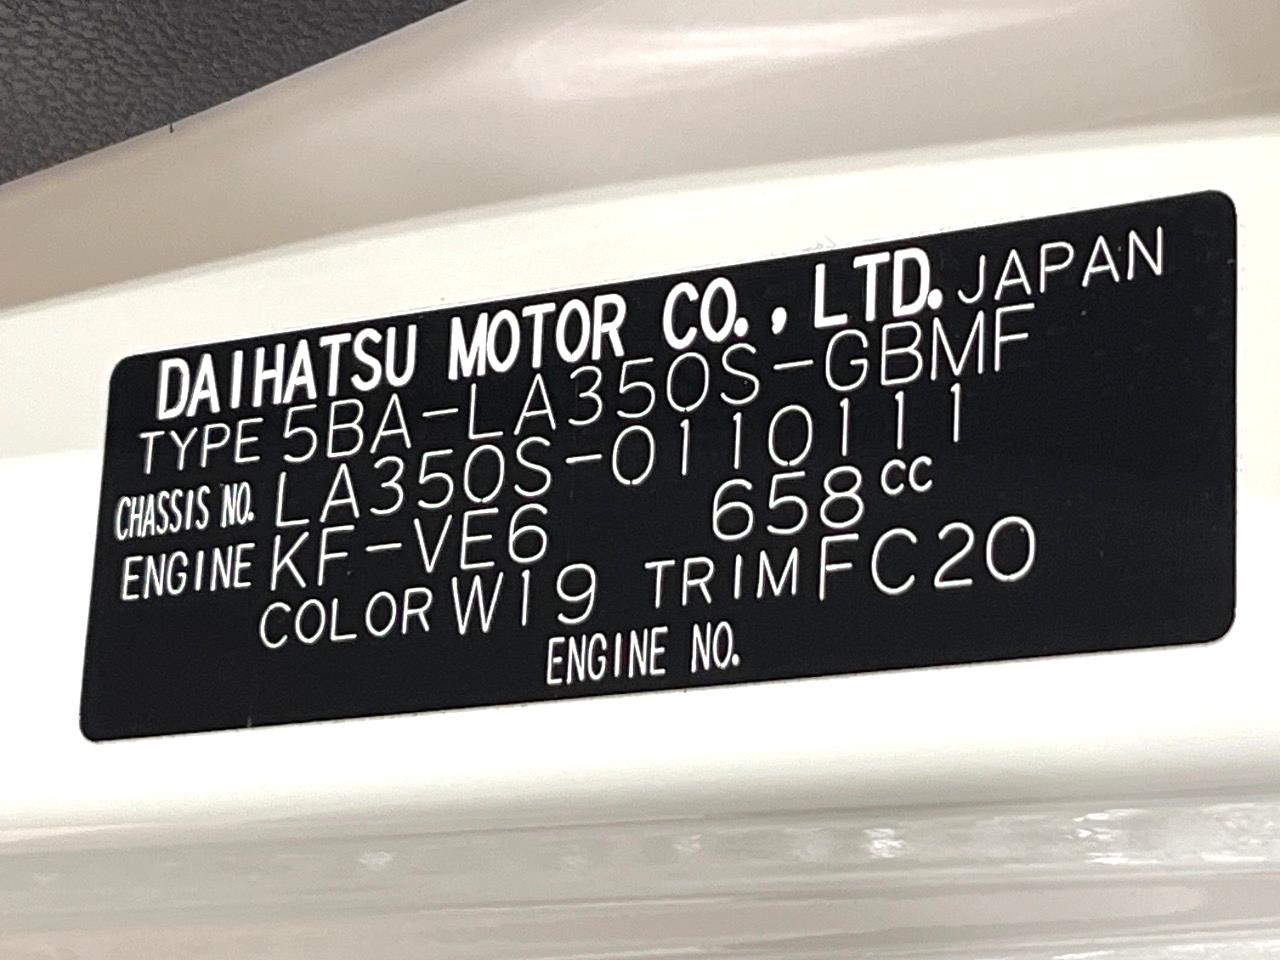 DAIHATSU MOTOR CO., LTD. JAPAN
TYPE 5BA-LA350S-GBMF
CHASSIS NO. LA350S-0110111
ENGINE KF-VE6 658cc
COLOR W19 TRIM FC20
ENGINE NO.